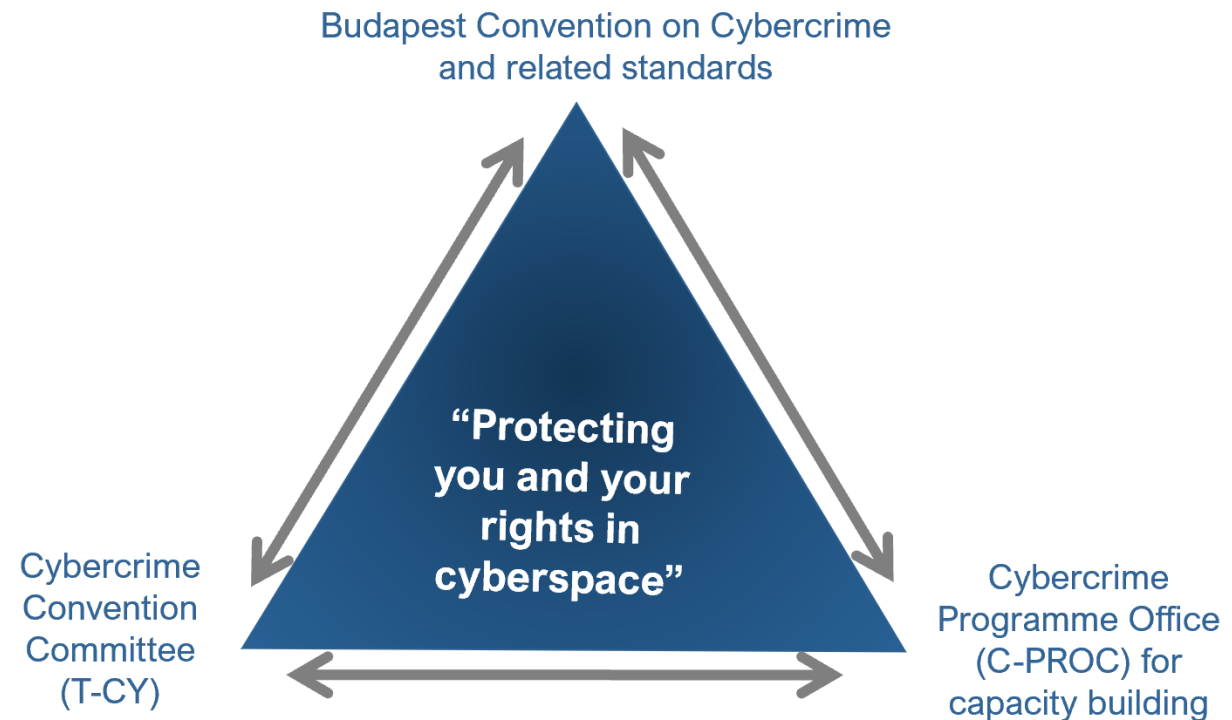 Budapest Convention on Cybercrime
and related standards
“Protecting
you and your
rights in
cyberspace”
Cybercrime
Convention
Committee
(T-CY)
Cybercrime
Programme Office
(C-PROC) for
capacity building